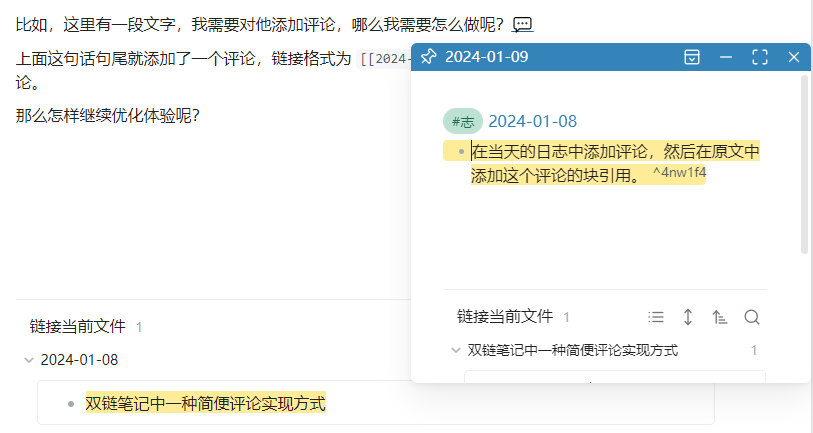 比如，这里有一段文字，我需要对他添加评论，哪么我需要怎么做呢？
上面这句话句尾就添加了一个评论，链接格式为 [[2024-
论。
那么怎样继续优化体验呢？
链接当前文件 1
2024-01-08
双链笔记中一种简便评论实现方式
2024-01-09
#志 2024-01-08
在当天的日志中添加评论，然后在原文中
添加这个评论的块引用。 ^4nw1f4
链接当前文件 1
双链笔记中一种简便评论实现方式 1